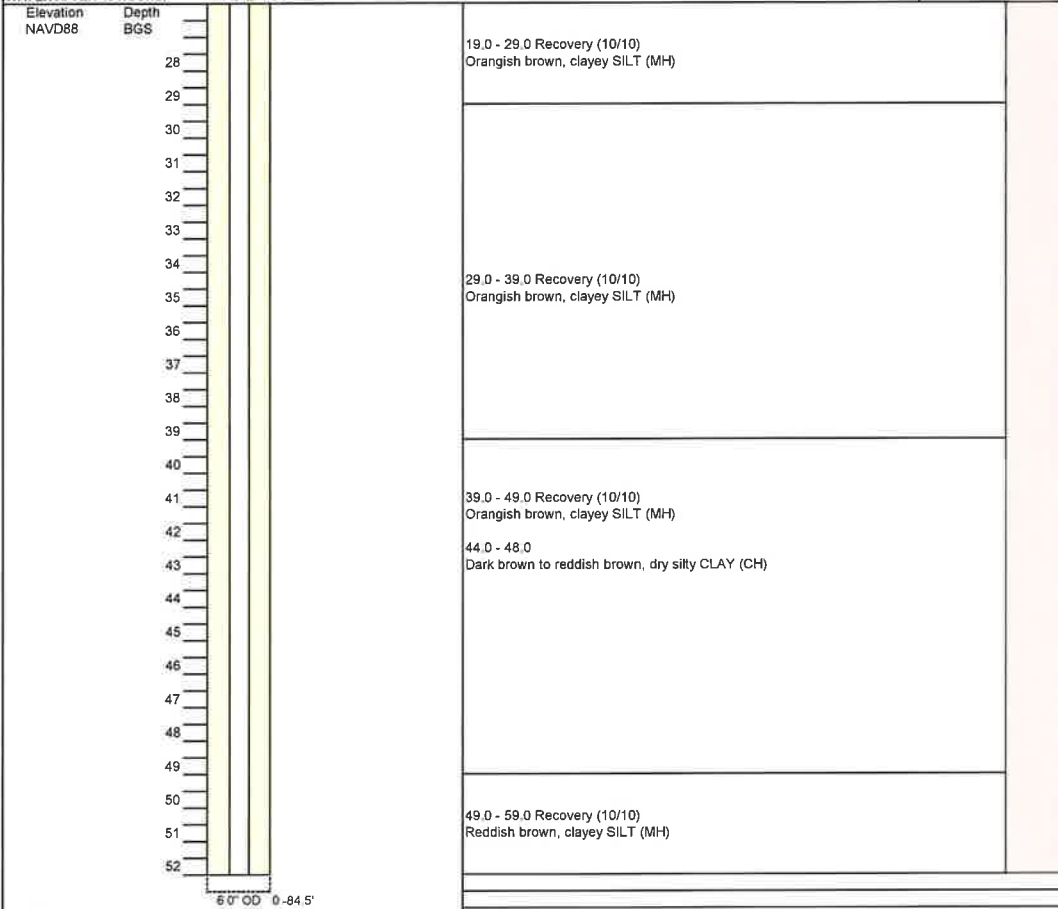 Elevation Depth
NAVD88 BGS
19.0 - 29.0 Recovery (10/10)
28
Orangish brown, clayey SILT (MH)
29
30
31
32
33
34
29.0 - 39.0 Recovery (10/10)
35
Orangish brown, clayey SILT (MH)
36
37
38
39
40
41
39.0 - 49.0 Recovery (10/10)
Orangish brown, clayey SILT (MH)
42
44.0 - 48.0
43
Dark brown to reddish brown, dry silty CLAY (CH)
44
45
46
47
48
49
50
49.0 - 59.0 Recovery (10/10)
51
Reddish brown, clayey SILT (MH)
52
6 0" OD 0 -84.5'